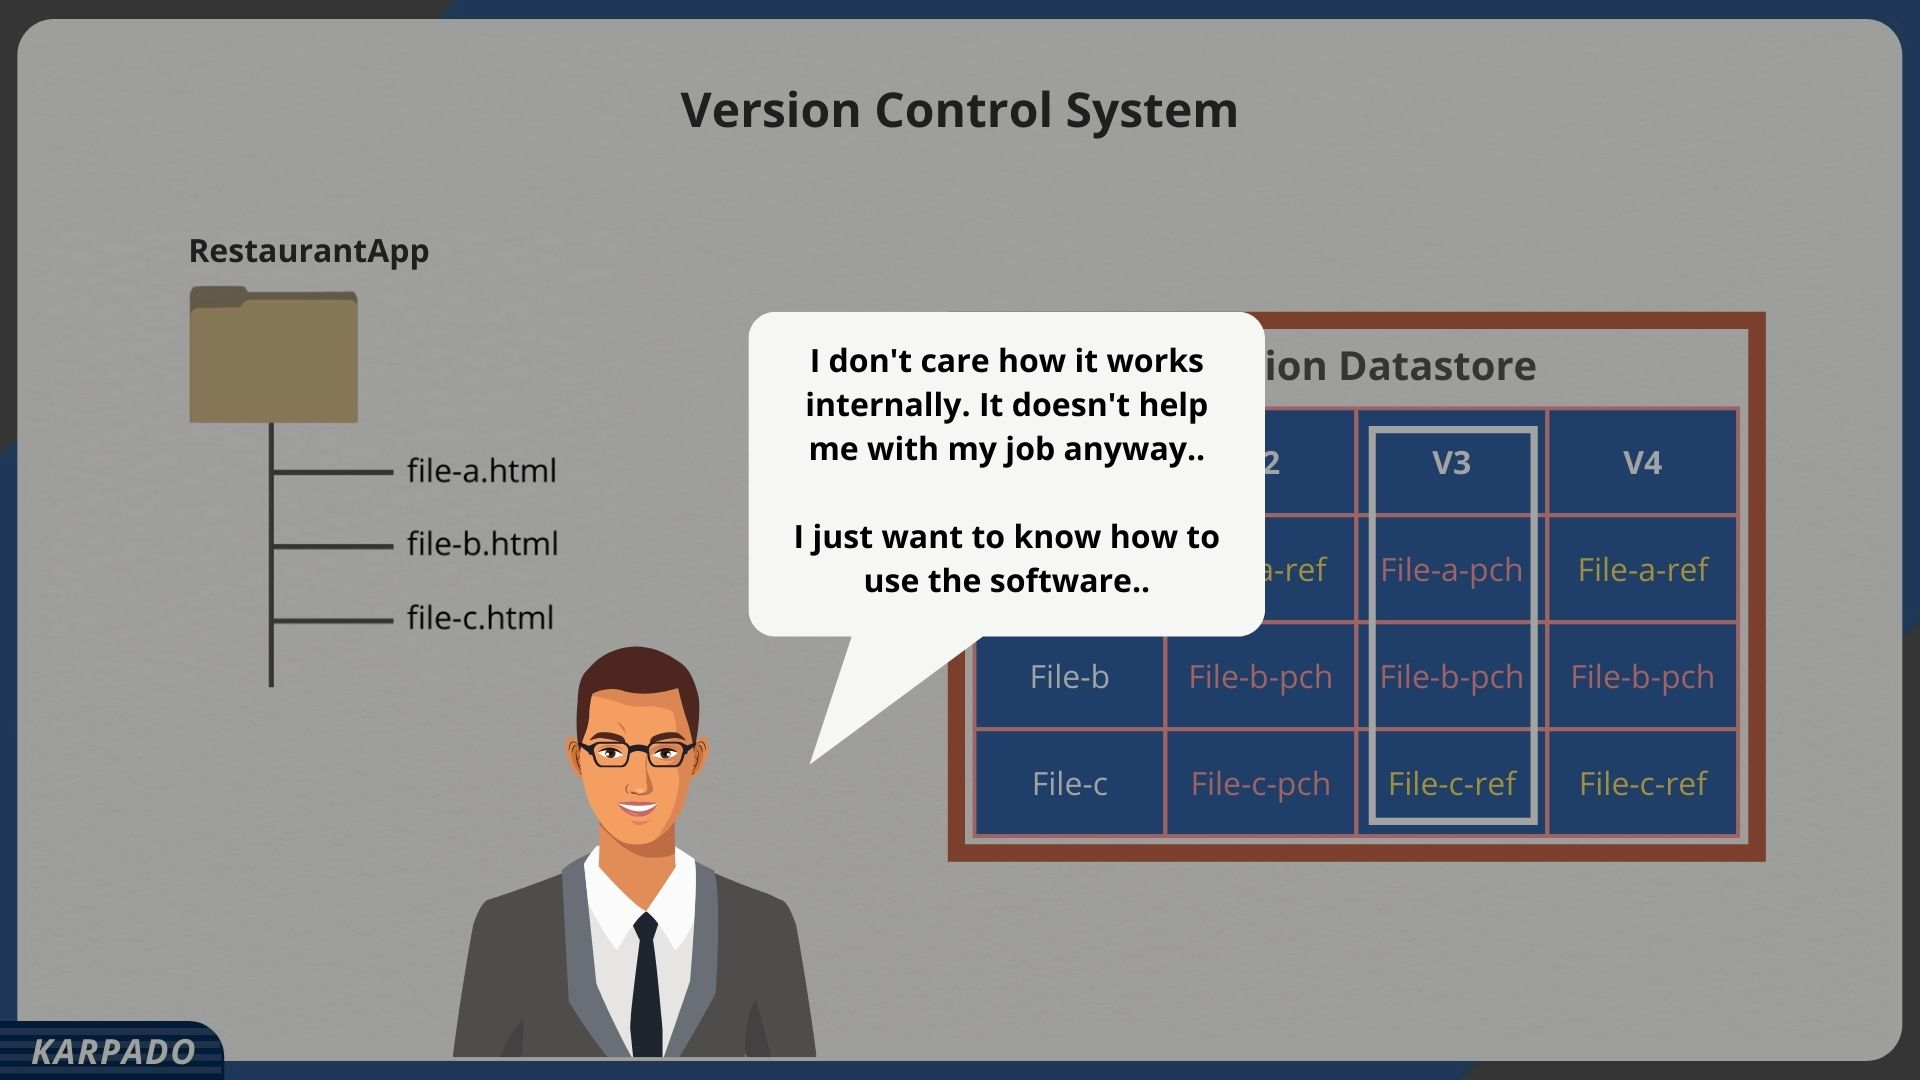 Version Control System
RestaurantApp
file-a.html
file-b.html
file-c.html
I don't care how it works
internally. It doesn't help
me with my job anyway..
I just want to know how to
use the software..
ion Datastore
2 V3 V4
a-ref File-a-pch File-a-ref
File-b File-b-pch File-b-pch File-b-pch
File-c File-c-pch File-c-ref File-c-ref
KARPADO